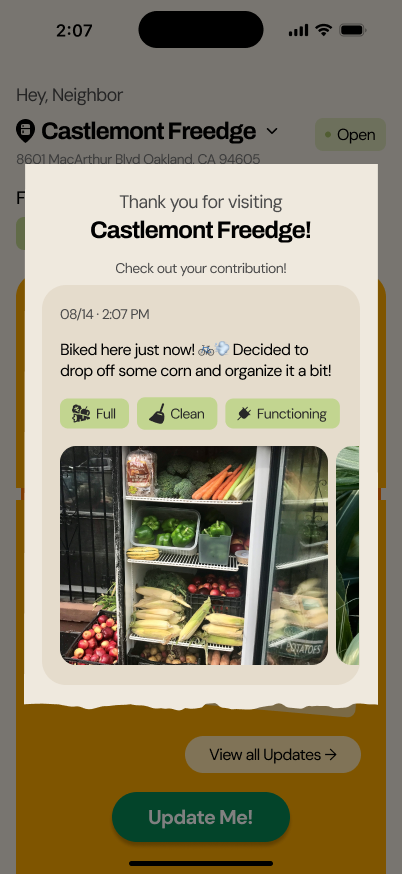 2:07
Hey, Neighbor
Castlemont Freedge
Open
8601 MacArthur Blvd Oakland, CA 94605
F
Thank you for visiting
Castlemont Freedge!
Check out your contribution!
08/14 · 2:07 PM
Biked here just now! 🚲💨 Decided to
drop off some corn and organize it a bit!
Full
Clean
Functioning
POTATOES
View all Updates →
Update Me!